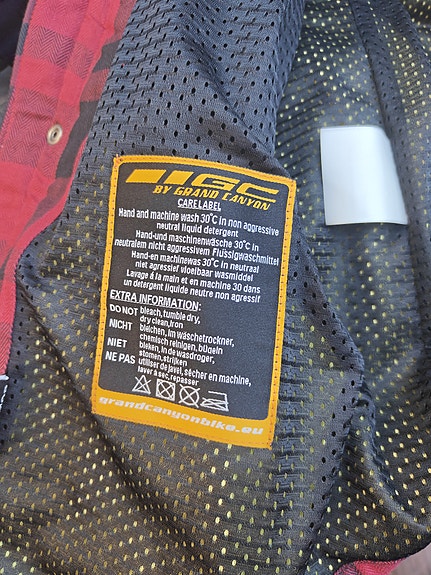 GC
BY GRAND CANYON
CARELABEL
Hand and machine wash 30°C in non aggressive
neutral liquid detergent
Hand-und maschinenwäsche 30°C in
neutralem nicht aggressivem Flüssigwaschmittel
Hand-en machinewas 30°C in neutraal
niet agressief vloeibaar wasmiddel
Lavage à la main et en machine 30 dans
un detergent liquide neutre non agressif
EXTRA INFORMATION:
DO NOT bleach, tumble dry,
dry clean, iron
NICHT bleichen, im wäschetrockner,
chemisch reinigen, bügeln
NIET bleken, in de wasdroger,
stomen, strijken
NE PAS utiliser de javel, sécher en machine,
laver à sec, repasser
grandcanyonbike.eu